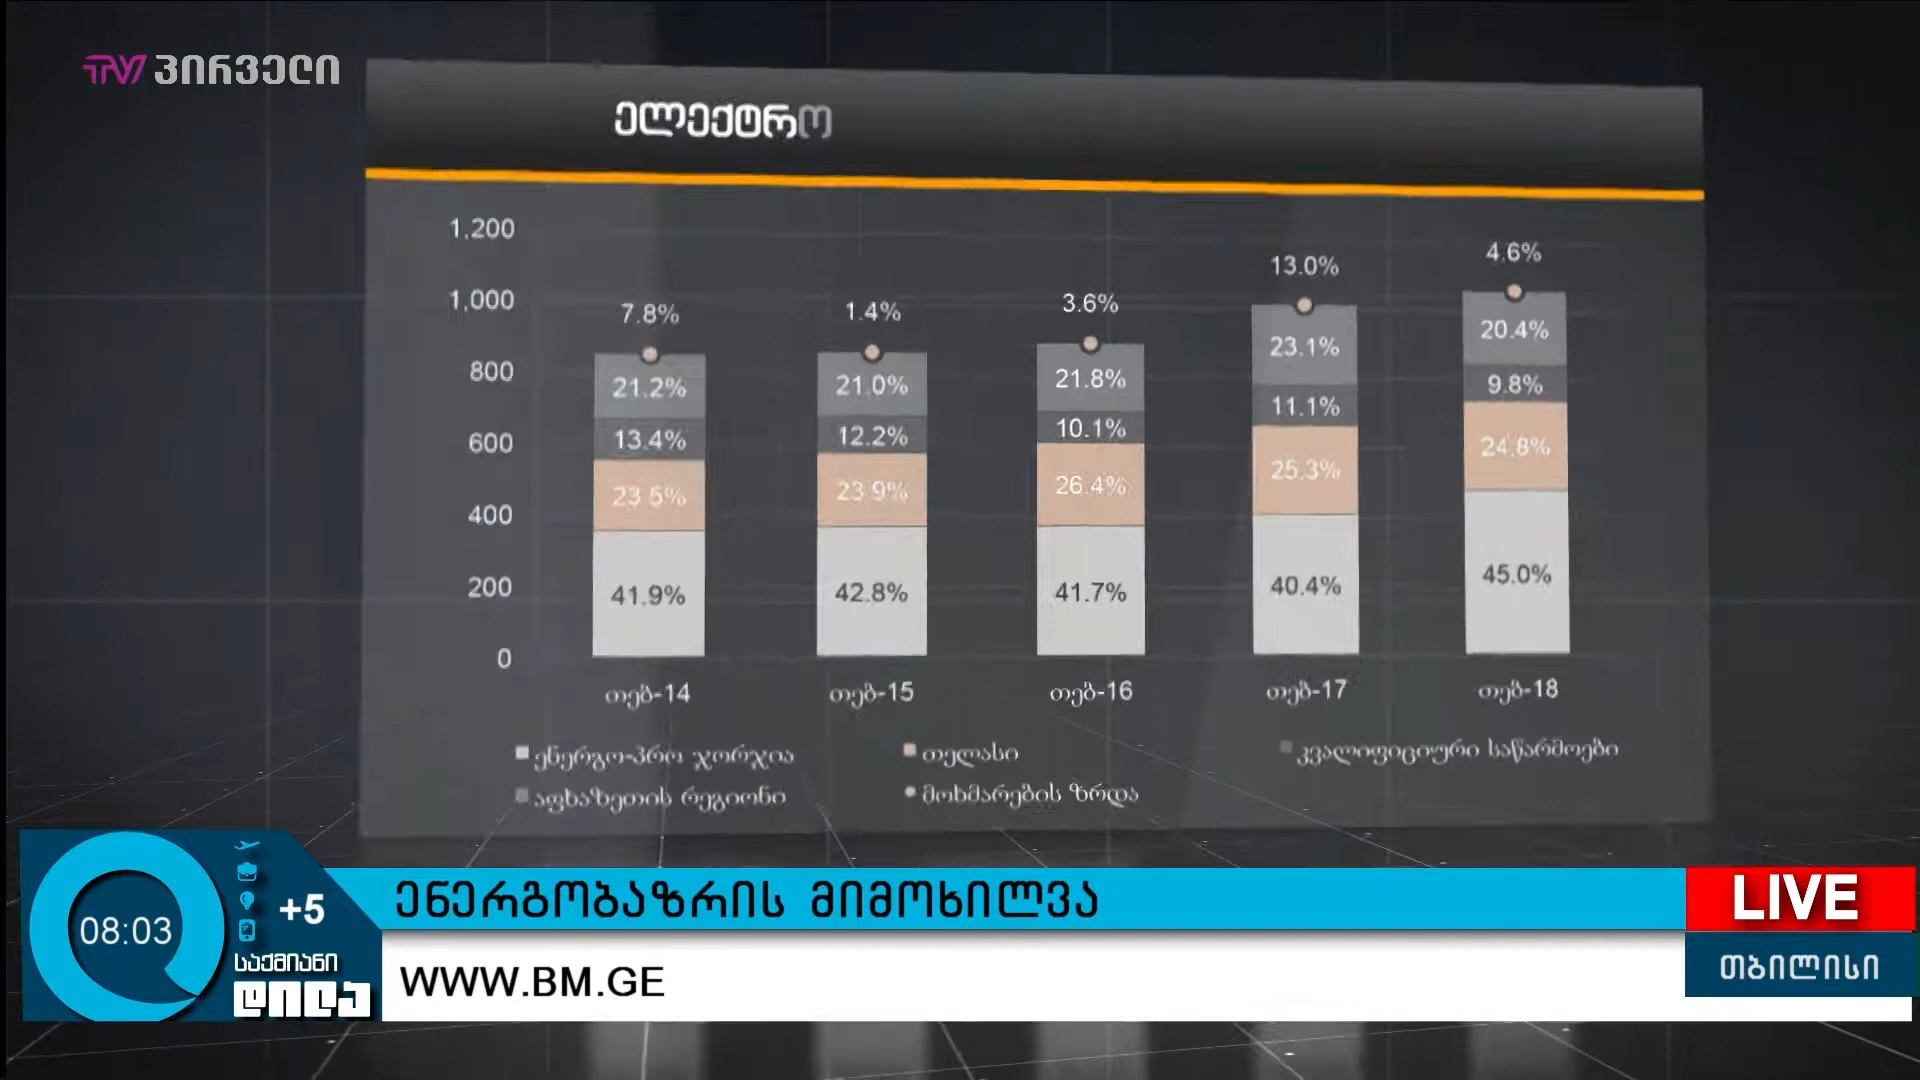 TV ᲞᲘᲠᲕᲔᲚᲘ
ელექტრო
1,200
1,000
800
600
400
200
0
7.8%
1.4%
3.6%
13.0%
4.6%
21.2%
21.0%
21.8%
23.1%
20.4%
13.4%
12.2%
10.1%
11.1%
9.8%
23.5%
23.9%
26.4%
25.3%
24.8%
41.9%
42.8%
41.7%
40.4%
45.0%
თებ-14
თებ-15
თებ-16
თებ-17
თებ-18
ენერგო-პრო ჯორჯია
თელასი
კვალიფიციური საწარმოები
აფხაზეთის რეგიონი
მოხმარების ზრდა
08:03
+5
საქმიანი
დილა
ენერგობაზრის მიმოხილვა
WWW.BM.GE
LIVE
თბილისი